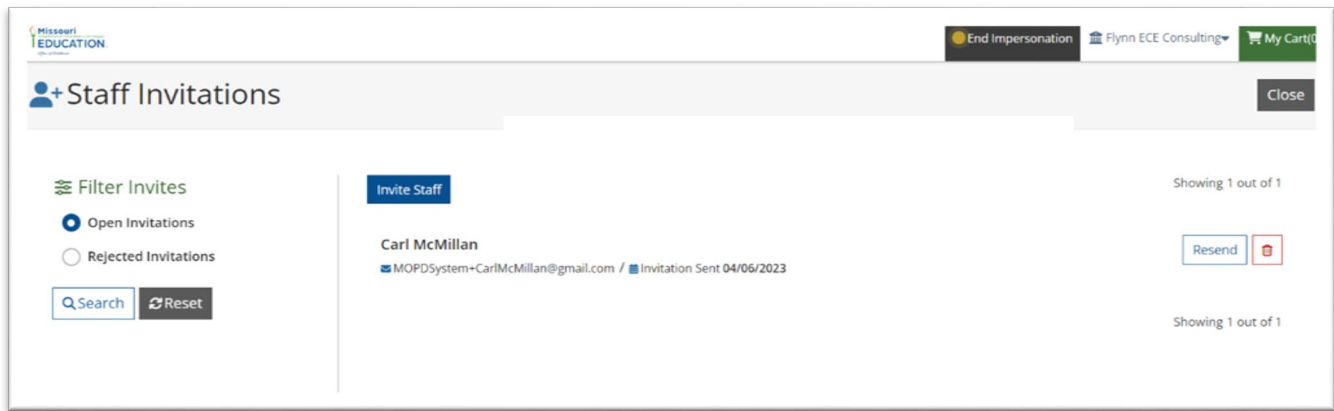 Missouri
EDUCATION.
End Impersonation
Flynn ECE Consulting
My Cart(0
Staff Invitations
Close
Filter Invites
Open Invitations
Rejected Invitations
Search
Reset
Invite Staff
Showing 1 out of 1
Carl McMillan
MOPDSystem+CarlMcMillan@gmail.com / Invitation Sent 04/06/2023
Resend
Showing 1 out of 1